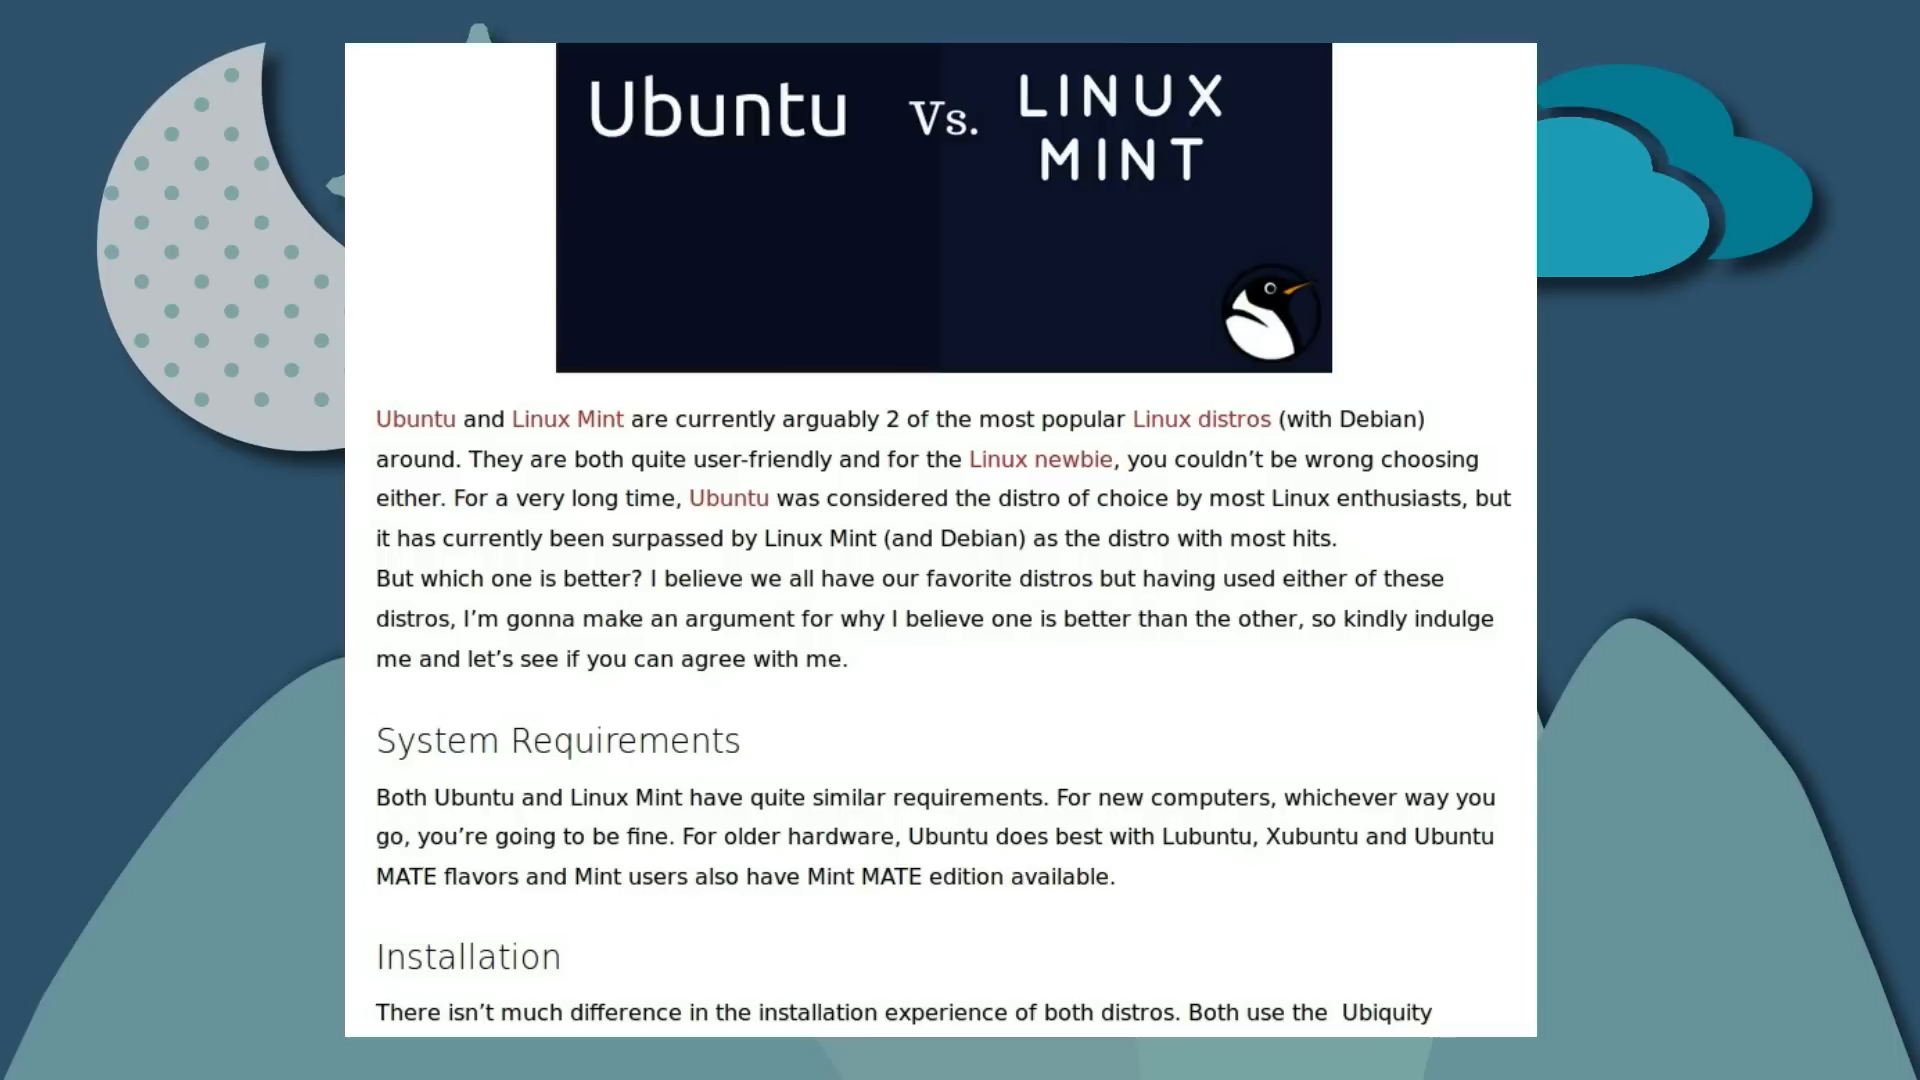 Ubuntu Vs. LINUX
MINT
Ubuntu and Linux Mint are currently arguably 2 of the most popular Linux distros (with Debian)
around. They are both quite user-friendly and for the Linux newbie, you couldn’t be wrong choosing
either. For a very long time, Ubuntu was considered the distro of choice by most Linux enthusiasts, but
it has currently been surpassed by Linux Mint (and Debian) as the distro with most hits.
But which one is better? I believe we all have our favorite distros but having used either of these
distros, I’m gonna make an argument for why I believe one is better than the other, so kindly indulge
me and let’s see if you can agree with me.
System Requirements
Both Ubuntu and Linux Mint have quite similar requirements. For new computers, whichever way you
go, you’re going to be fine. For older hardware, Ubuntu does best with Lubuntu, Xubuntu and Ubuntu
MATE flavors and Mint users also have Mint MATE edition available.
Installation
There isn’t much difference in the installation experience of both distros. Both use the  Ubiquity